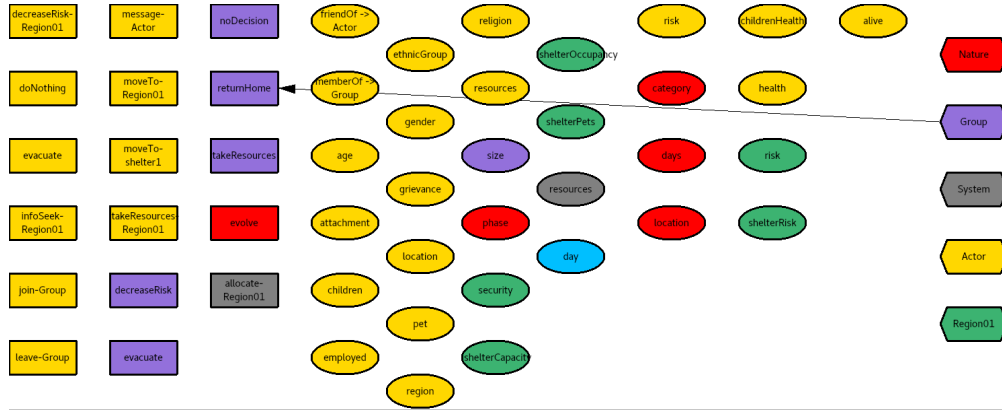 decreaseRisk-
Region01
message-
Actor
noDecision
friendOf ->
Actor
religion
risk
childrenHealth
alive
ethnicGroup
shelterOccupancy
Nature
doNothing
moveTo-
Region01
returnHome
memberOf ->
Group
resources
category
health
gender
shelterPets
Group
evacuate
moveTo-
shelter1
takeResources
age
size
days
risk
grievance
resources
System
infoSeek-
Region01
takeResources-
Region01
evolve
attachment
phase
location
shelterRisk
location
day
Actor
join-Group
decreaseRisk
allocate-
Region01
children
security
pet
Region01
leave-Group
evacuate
employed
shelterCapacity
region